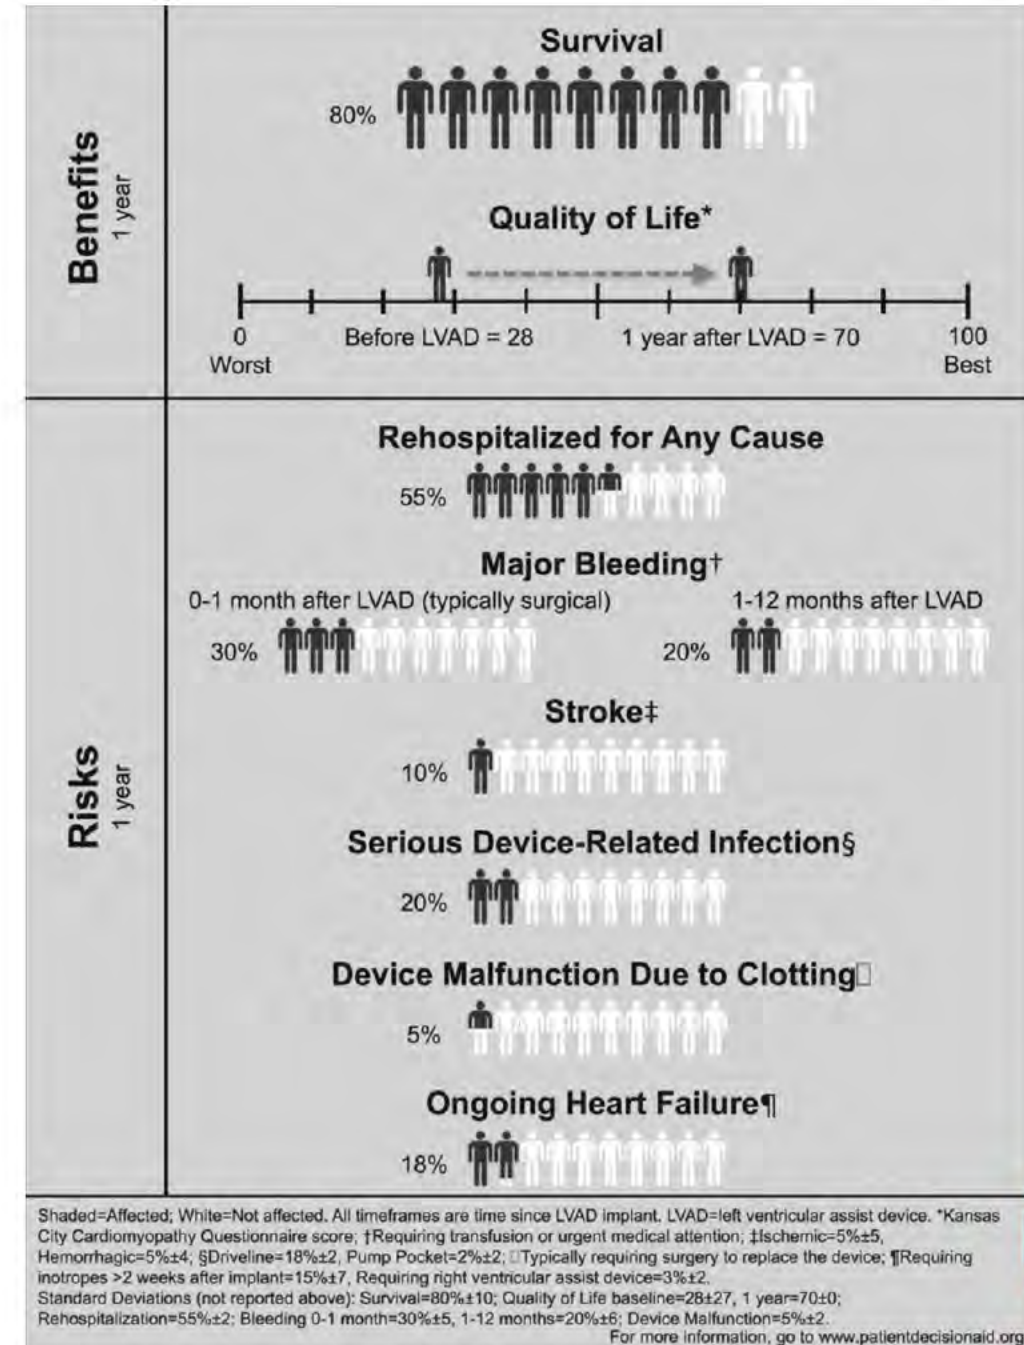 Benefits
1 year
Survival
80%
Quality of Life*
0
Worst
Before LVAD = 28
1 year after LVAD = 70
100
Best
Risks
1 year
Rehospitalized for Any Cause
55%
Major Bleeding†
0-1 month after LVAD (typically surgical)
30%
1-12 months after LVAD
20%
Stroke‡
10%
Serious Device-Related Infection§
20%
Device Malfunction Due to Clotting□
5%
Ongoing Heart Failure¶
18%
Shaded=Affected; White=Not affected. All timeframes are time since LVAD implant. LVAD=left ventricular assist device. *Kansas
City Cardiomyopathy Questionnaire score; †Requiring transfusion or urgent medical attention; ‡Ischemic=5%±5,
Hemorrhagic=5%±4; §Driveline=18%±2, Pump Pocket=2%±2; □Typically requiring surgery to replace the device; ¶Requiring
inotropes >2 weeks after implant=15%±7, Requiring right ventricular assist device=3%±2.
Standard Deviations (not reported above): Survival=80%±10; Quality of Life baseline=28±27, 1 year=70±0;
Rehospitalization=55%±2; Bleeding 0-1 month=30%±5, 1-12 months=20%±6; Device Malfunction=5%±2.
For more information, go to www.patientdecisionaid.org